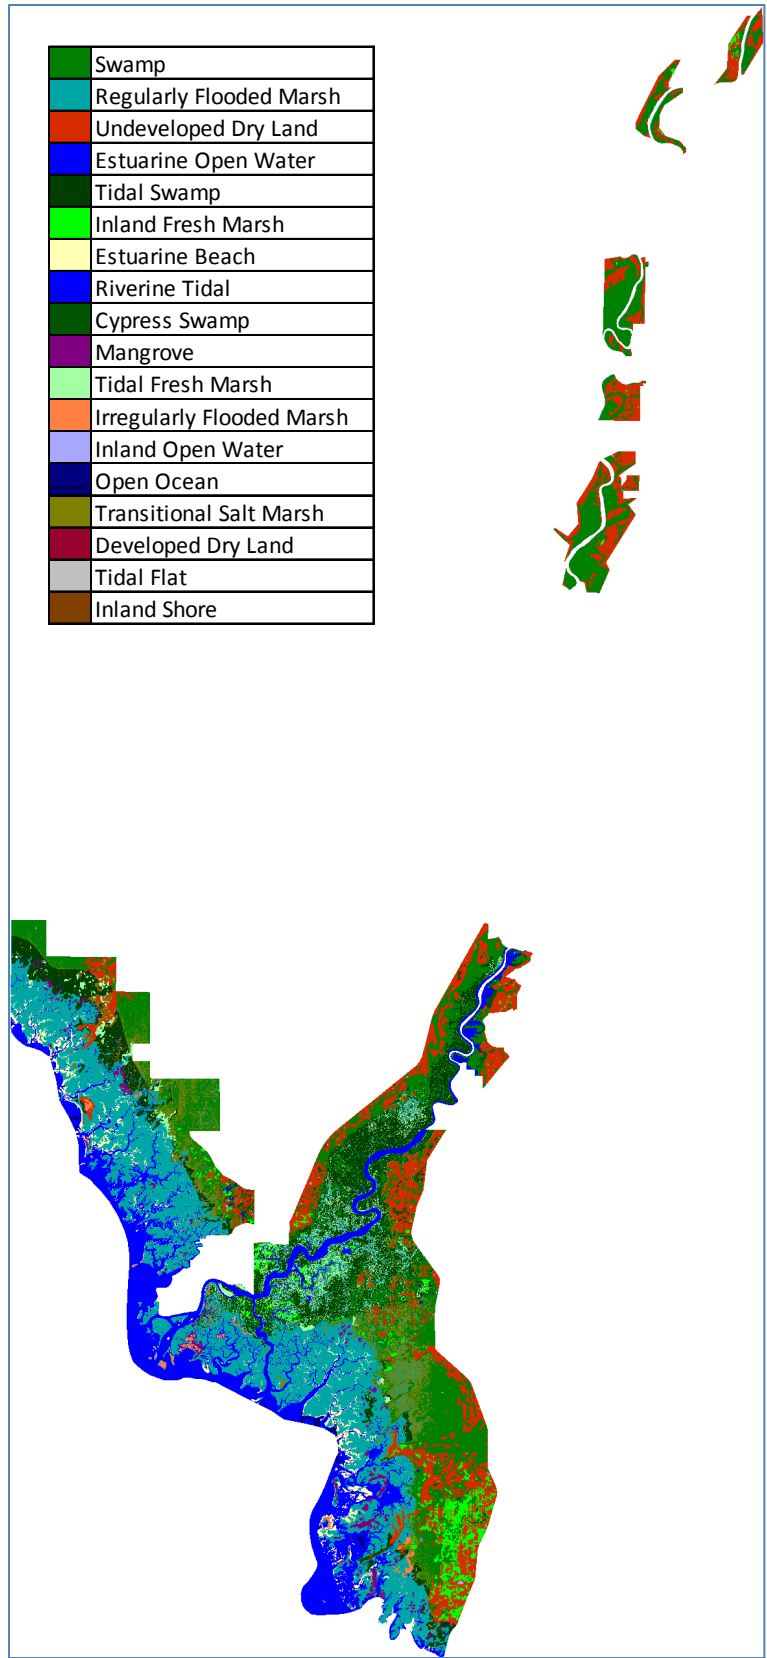 Swamp
Regularly Flooded Marsh
Undeveloped Dry Land
Estuarine Open Water
Tidal Swamp
Inland Fresh Marsh
Estuarine Beach
Riverine Tidal
Cypress Swamp
Mangrove
Tidal Fresh Marsh
Irregularly Flooded Marsh
Inland Open Water
Open Ocean
Transitional Salt Marsh
Developed Dry Land
Tidal Flat
Inland Shore